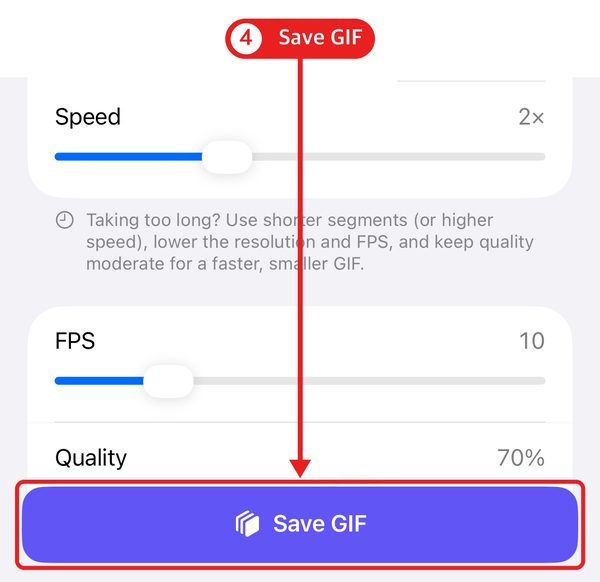 4 Save GIF
Speed 2×
Taking too long? Use shorter segments (or higher
speed), lower the resolution and FPS, and keep quality
moderate for a faster, smaller GIF.
FPS 10
Quality 70%
Save GIF